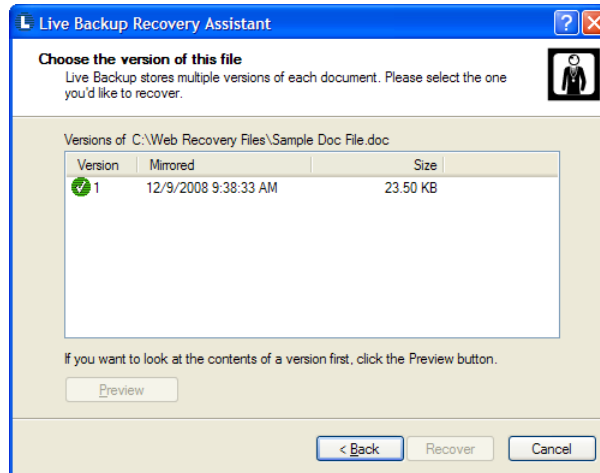 Live Backup Recovery Assistant
Choose the version of this file
Live Backup stores multiple versions of each document. Please select the one
you'd like to recover.
Versions of C:\Web Recovery Files\Sample Doc File.doc
Version Mirrored Size
1 12/9/2008 9:38:33 AM 23.50 KB
If you want to look at the contents of a version first, click the Preview button.
Preview
< Back Recover Cancel